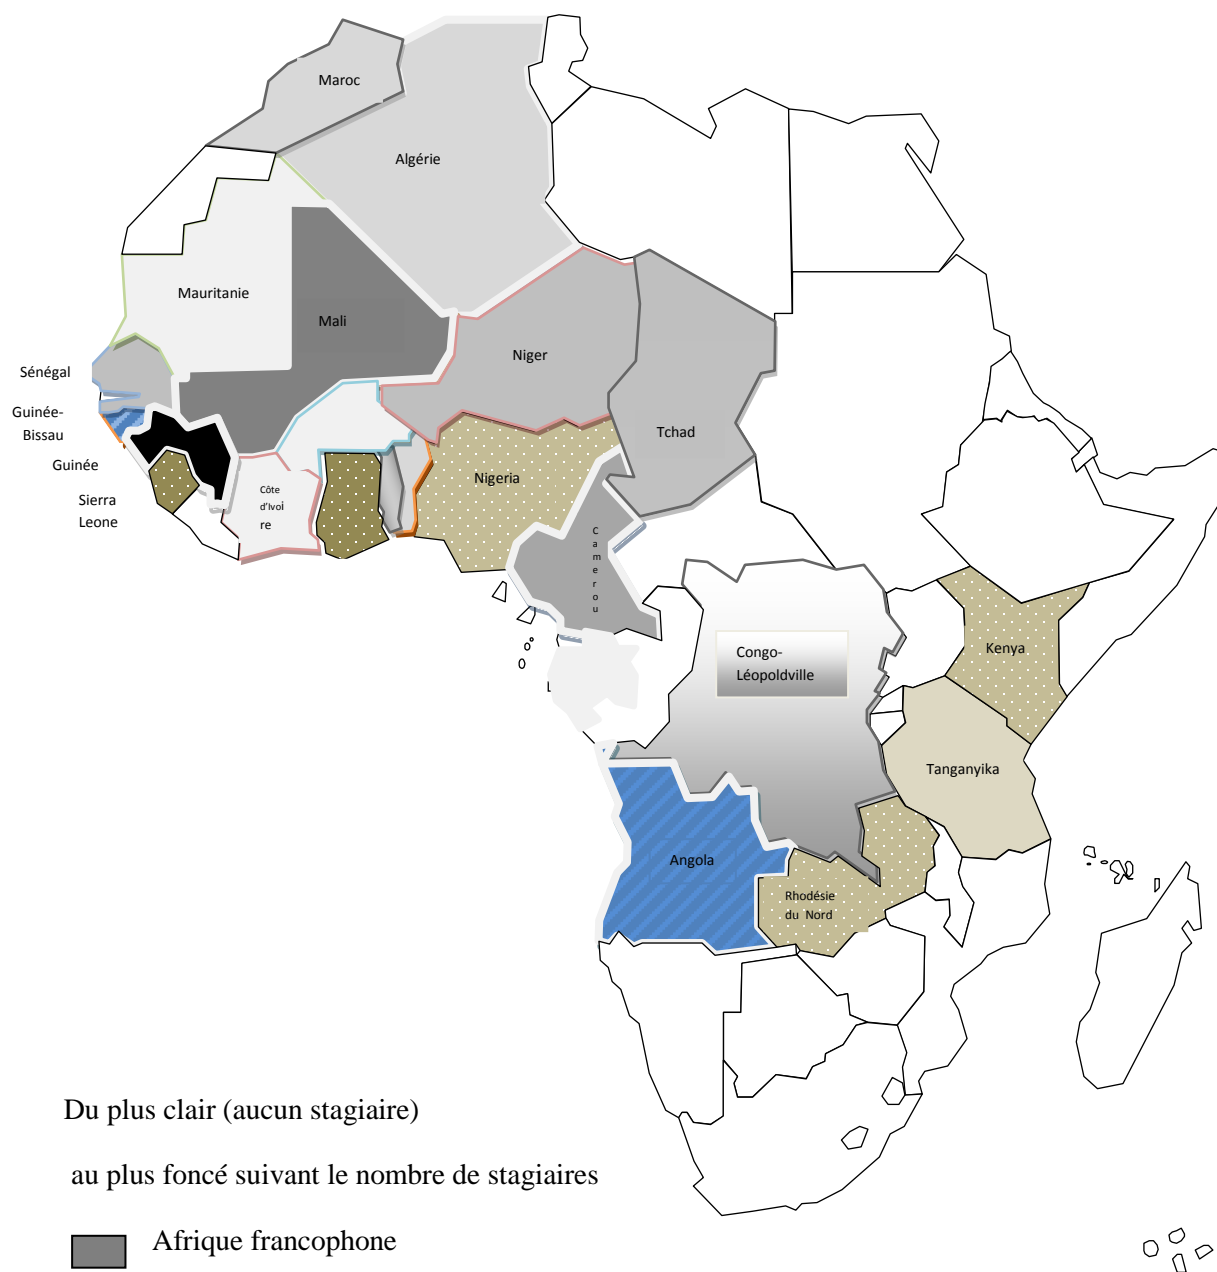 Maroc
Algérie
Mauritanie
Mali
Niger
Sénégal
Guinée-
Bissau
Tchad
Guinée
Nigeria
Sierra
Leone
Côte
d'Ivoi
re
C
a
m
e
r
o
u
Congo-
Léopoldville
Kenya
Tanganyika
Angola
Rhodésie
du Nord
Du plus clair (aucun stagiaire)
au plus foncé suivant le nombre de stagiaires
Afrique francophone